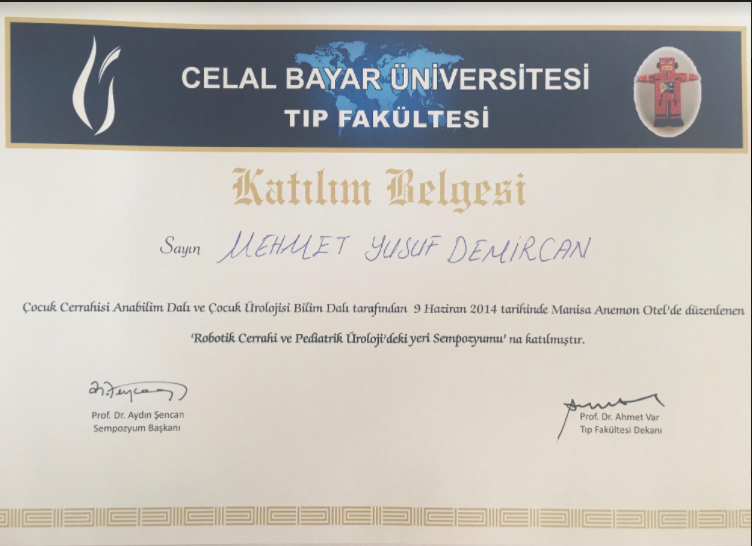 CELAL BAYAR ÜNİVERSİTESİ
TIP FAKÜLTESİ
Katılım Belgesi
Sayın MEHMET YUSUF DEMİRCAN
Çocuk Cerrahisi Anabilim Dalı ve Çocuk Ürolojisi Bilim Dalı tarafından 9 Haziran 2014 tarihinde Manisa Anemon Otel'de düzenlenen
'Robotik Cerrahi ve Pediatrik Üroloji'deki yeri Sempozyumu' na katılmıştır.
Prof. Dr. Aydın Şencan
Sempozyum Başkanı
Prof. Dr. Ahmet Var
Tıp Fakültesi Dekanı